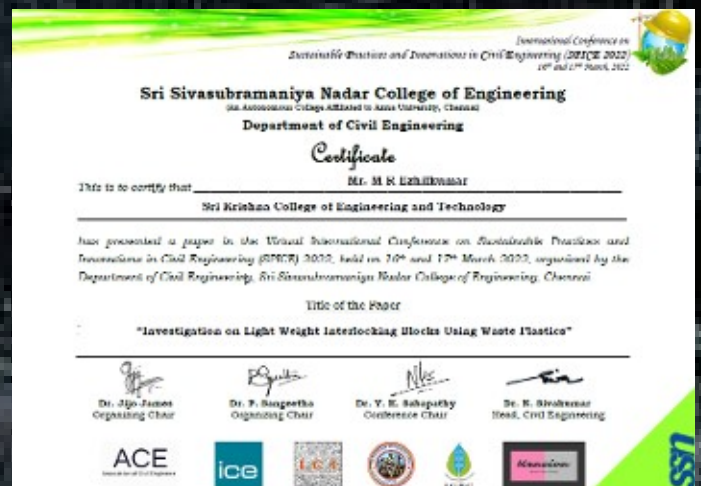 International Conference on
Sustainable Practices and Innovations in Civil Engineering (SPICE 2022)
16th and 17th March, 2022
Sri Sivasubramaniya Nadar College of Engineering
(An Autonomous College Affiliated to Anna University, Chennai)
Department of Civil Engineering
Certificate
This is to certify that Mr. M R Ezhilkumar
Sri Krishna College of Engineering and Technology
has presented a paper in the Virtual International Conference on Sustainable Practices and
Innovations in Civil Engineering (SPICE) 2022, held on 16th and 17th March 2022, organised by the
Department of Civil Engineering, Sri Sivasubramaniya Nadar College of Engineering, Chennai.
Title of the Paper
"Investigation on Light Weight Interlocking Blocks Using Waste Plastics"
Dr. Jijo James
Organizing Chair
Dr. P. Sangeetha
Organizing Chair
Dr. Y. K. Sabapathy
Conference Chair
Dr. K. Sivakumar
Head, Civil Engineering
ACE
ice
ssn